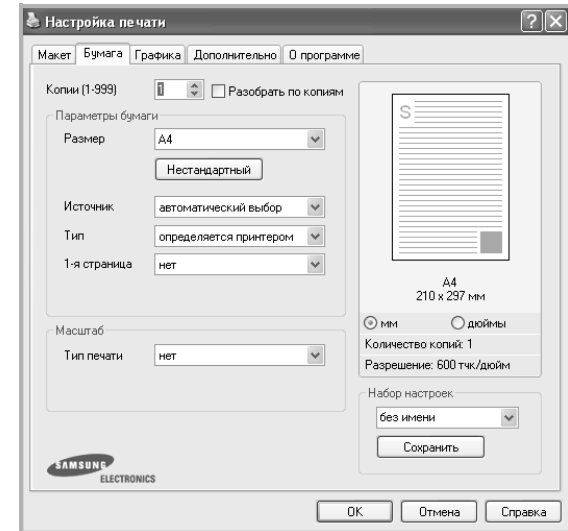 Настройка печати
Макет Бумага Графика Дополнительно О программе
Копии (1-999) 1 Разобрать по копиям
Параметры бумаги
Размер A4
Нестандартный
Источник автоматический выбор
Тип определяется принтером
1-я страница нет
Масштаб
Тип печати нет
SAMSUNG
ELECTRONICS
S
A4
210 x 297 мм
мм дюймы
Количество копий: 1
Разрешение: 600 тчк/дюйм
Набор настроек
без имени
Сохранить
OK Отмена Справка